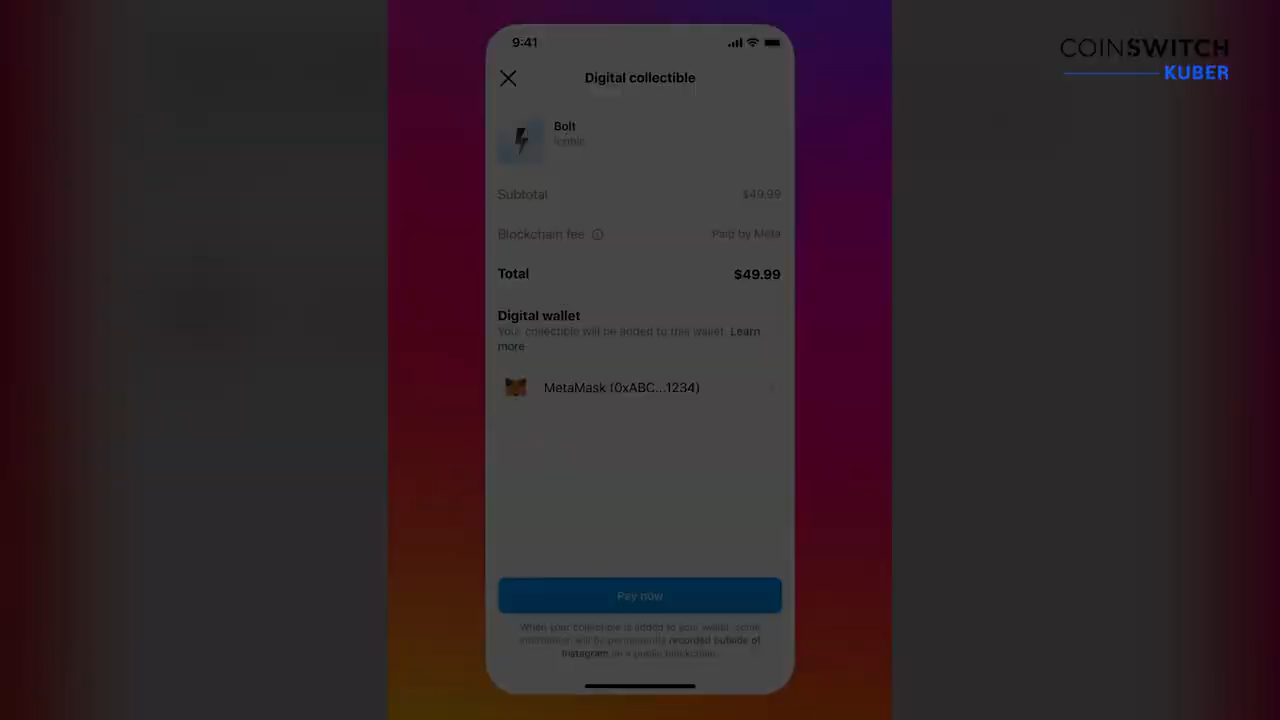 COINSWITCH
KUBER
9:41
Digital collectible
Bolt
Subtotal
$49.99
Blockchain fee
Paid by Meta
Total
$49.99
Digital wallet
Your collectible will be added to this wallet. Learn
more
MetaMask (0xABC...1234)
Pay now
When your collectible is added to your wallet, some
information will be permanently recorded outside of
Instagram on a public blockchain.